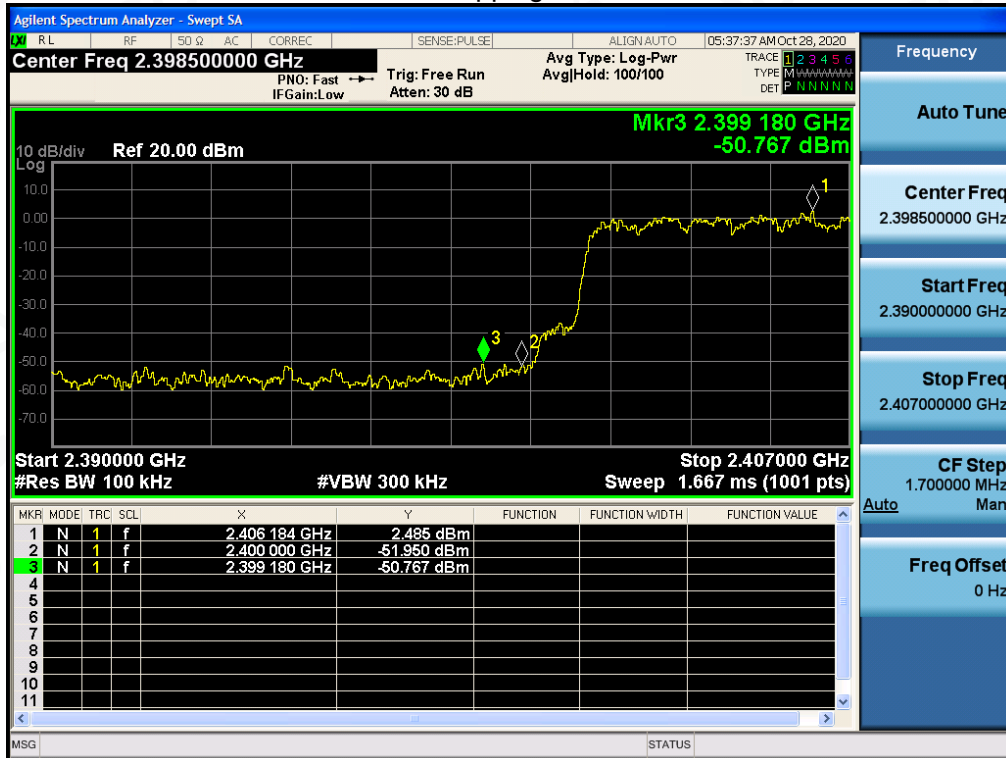 Agilent Spectrum Analyzer - Swept SA
LXI RL RF 50 Ω AC CORREC SENSE:PULSE ALIGN AUTO 05:37:37 AM Oct 28, 2020
Center Freq 2.398500000 GHz
PNO: Fast
IFGain:Low
Trig: Free Run
Atten: 30 dB
Avg Type: Log-Pwr
Avg|Hold: 100/100
TRACE 1 2 3 4 5 6
TYPE M
DET P N N N N N
Mkr3 2.399 180 GHz
-50.767 dBm
10 dB/div Ref 20.00 dBm
Log
10.0
0.00
-10.0
-20.0
-30.0
-40.0
-50.0
-60.0
-70.0
1
2
3
Start 2.390000 GHz Stop 2.407000 GHz
#Res BW 100 kHz #VBW 300 kHz Sweep 1.667 ms (1001 pts)
MKR MODE TRC SCL X Y FUNCTION FUNCTION WIDTH FUNCTION VALUE
1 N 1 f 2.406 184 GHz 2.485 dBm
2 N 1 f 2.400 000 GHz -51.950 dBm
3 N 1 f 2.399 180 GHz -50.767 dBm
4
5
6
7
8
9
10
11
MSG STATUS
Frequency
Auto Tune
Center Freq
2.398500000 GHz
Start Freq
2.390000000 GHz
Stop Freq
2.407000000 GHz
CF Step
1.700000 MHz
Auto Man
Freq Offset
0 Hz